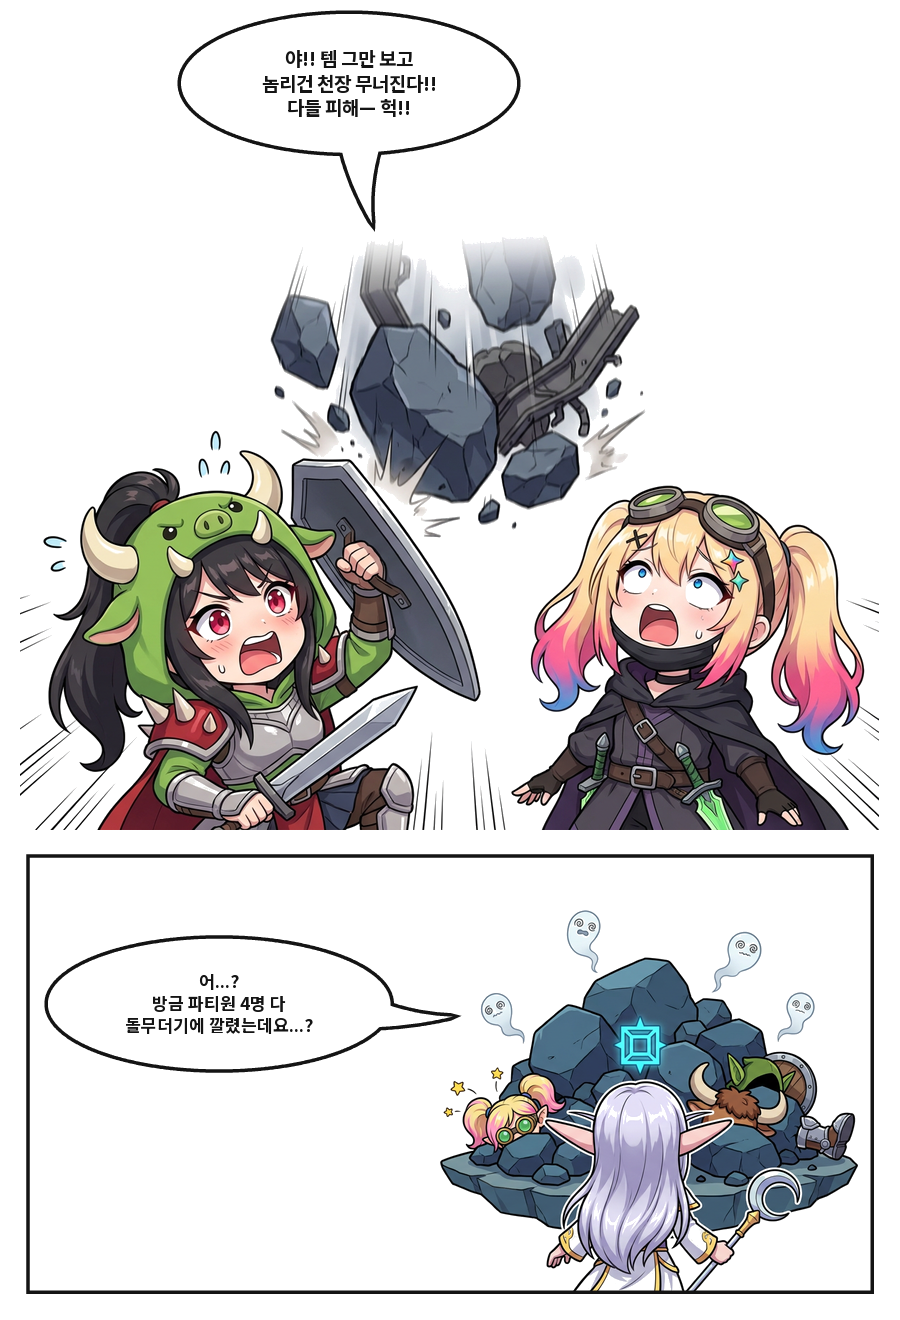 야!! 템 그만 보고
놈리건 천장 무너진다!!
다들 피해— 헉!!
어...?
방금 파티원 4명 다
돌무더기에 깔렸는데요...?